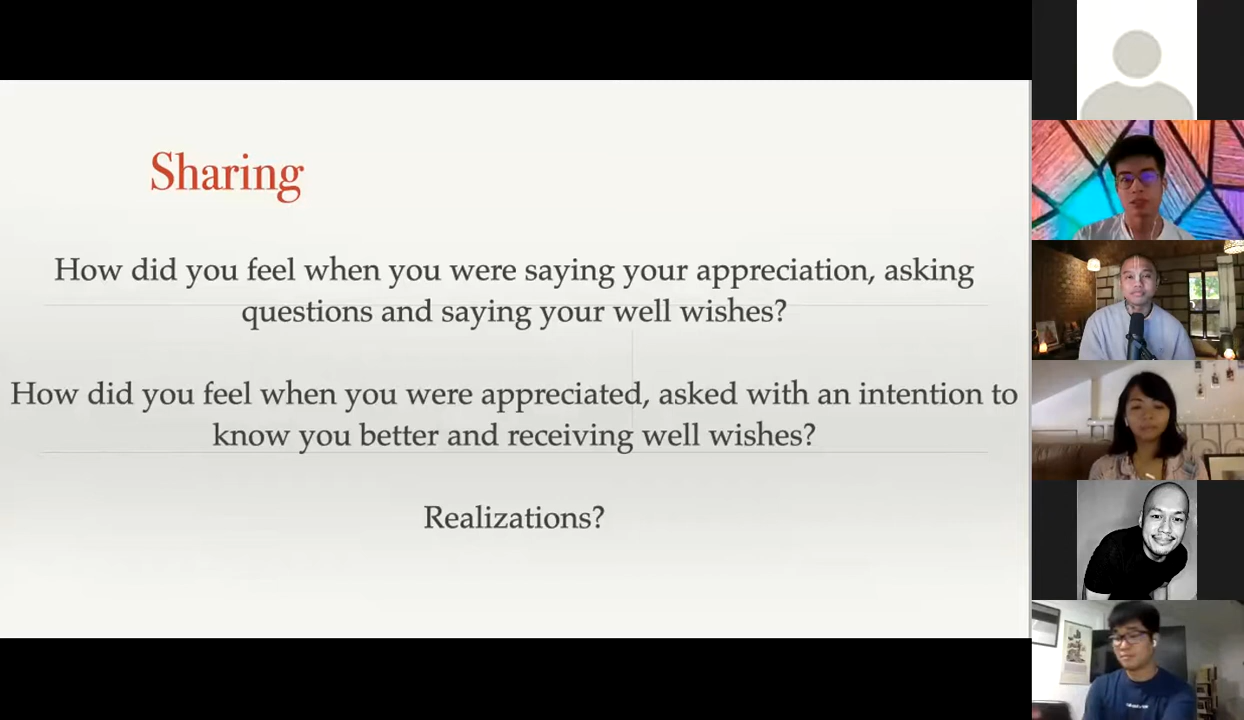 Sharing
How did you feel when you were saying your appreciation, asking
questions and saying your well wishes?
How did you feel when you were appreciated, asked with an intention to
know you better and receiving well wishes?
Realizations?